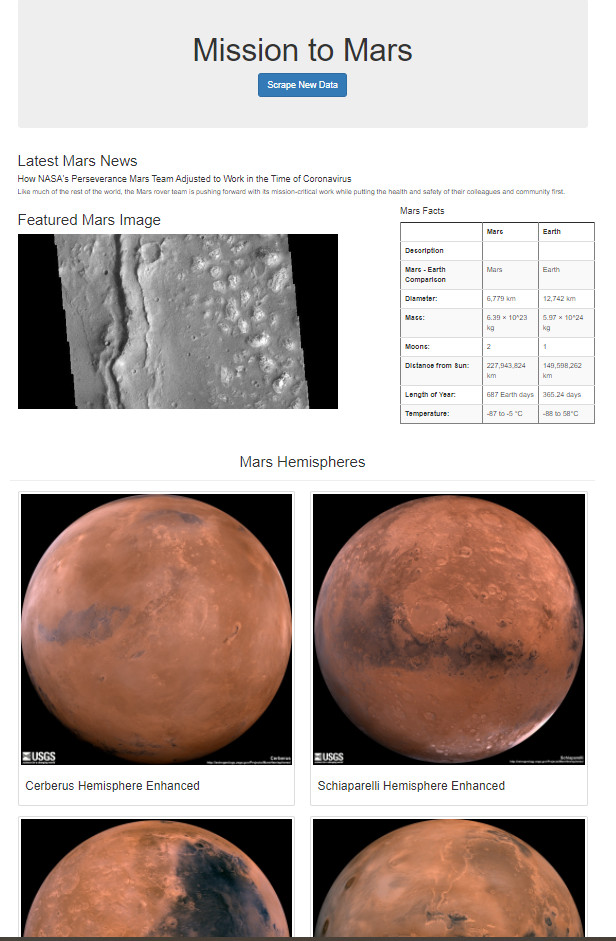 Mission to Mars
Scrape New Data
Latest Mars News
How NASA's Perseverance Mars Team Adjusted to Work in the Time of Coronavirus
Like much of the rest of the world, the Mars rover team is pushing forward with its mission-critical work while putting the health and safety of their colleagues and community first.
Featured Mars Image
Mars Facts
Mars Earth
Description
Mars - Earth
Comparison
Mars Earth
Diameter: 6,779 km 12,742 km
Mass: 6.39 × 10^23
kg
5.97 × 10^24
kg
Moons: 2 1
Distance from Sun: 227,943,824
km
149,598,262
km
Length of Year: 687 Earth days 365.24 days
Temperature: -87 to -5 °C -88 to 58°C
Mars Hemispheres
USGS
Cerberus
USGS
Schiaparelli
Cerberus Hemisphere Enhanced
Schiaparelli Hemisphere Enhanced